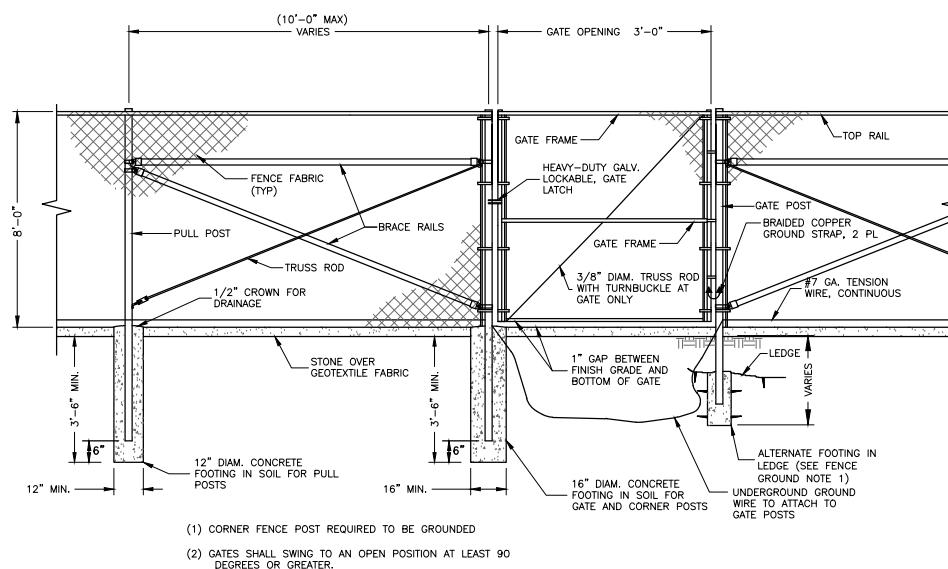 (10'-0" MAX)
VARIES
GATE OPENING 3'-0"
GATE FRAME
TOP RAIL
FENCE FABRIC
(TYP)
HEAVY-DUTY GALV.
LOCKABLE, GATE
LATCH
GATE POST
8'-0"
PULL POST
BRACE RAILS
GATE FRAME
BRAIDED COPPER
GROUND STRAP, 2 PL
TRUSS ROD
3/8" DIAM. TRUSS ROD
WITH TURNBUCKLE AT
GATE ONLY
#7 GA. TENSION
WIRE, CONTINUOUS
1/2" CROWN FOR
DRAINAGE
STONE OVER
GEOTEXTILE FABRIC
1" GAP BETWEEN
FINISH GRADE AND
BOTTOM OF GATE
LEDGE
3'-6" MIN.
3'-6" MIN.
VARIES
6"
6"
12" DIAM. CONCRETE
FOOTING IN SOIL FOR PULL
POSTS
ALTERNATE FOOTING IN
LEDGE (SEE FENCE
GROUND NOTE 1)
12" MIN.
16" MIN.
16" DIAM. CONCRETE
FOOTING IN SOIL FOR
GATE AND CORNER POSTS
UNDERGROUND GROUND
WIRE TO ATTACH TO
GATE POSTS
(1) CORNER FENCE POST REQUIRED TO BE GROUNDED
(2) GATES SHALL SWING TO AN OPEN POSITION AT LEAST 90
DEGREES OR GREATER.